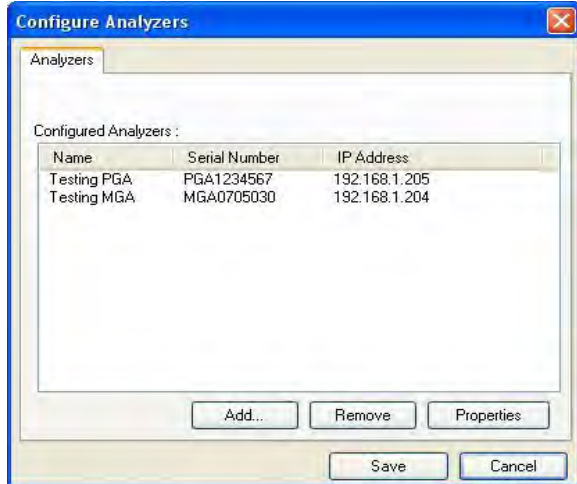 Configure Analyzers
Analyzers
Configured Analyzers :
Name Serial Number IP Address
Testing PGA PGA1234567 192.168.1.205
Testing MGA MGA0705030 192.168.1.204
Add... Remove Properties
Save Cancel